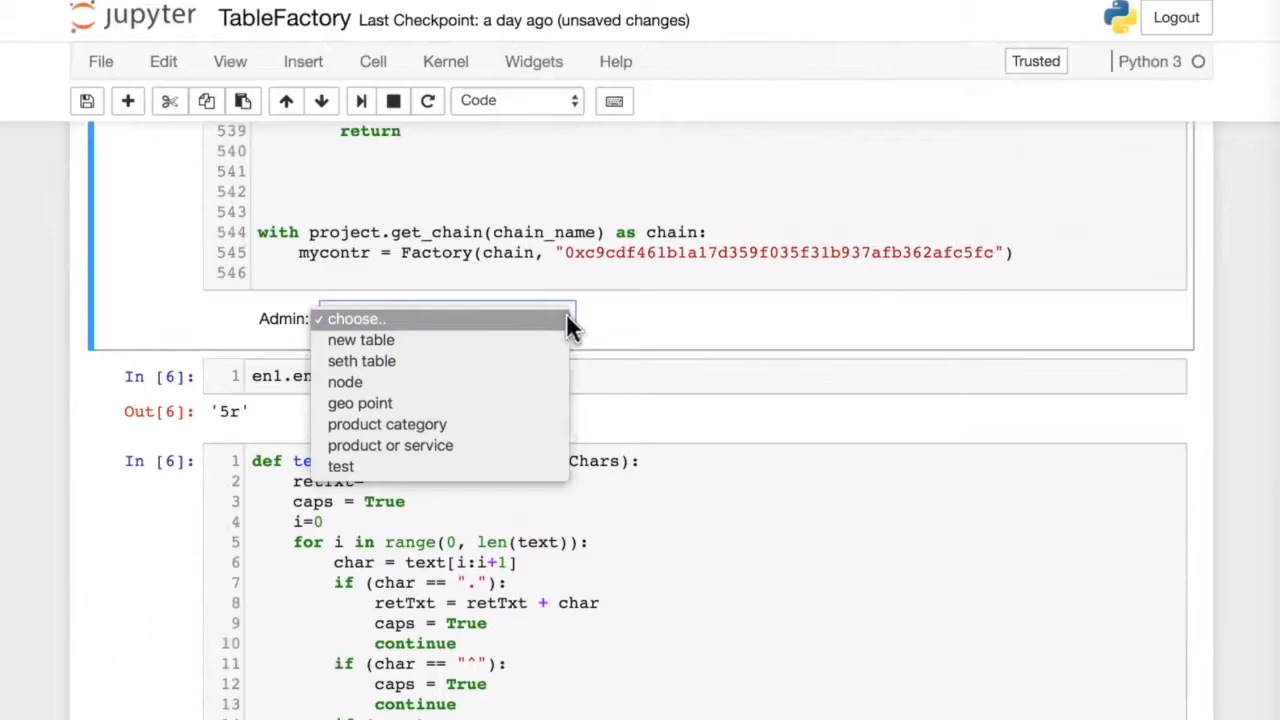 jupyter TableFactory Last Checkpoint: a day ago (unsaved changes) Logout
File Edit View Insert Cell Kernel Widgets Help Trusted Python 3
Code
539 return
540
541
542
543
544 with project.get_chain(chain_name) as chain:
545 mycontr = Factory(chain, "0xc9cdf461b1a17d359f035f31b937afb362afc5fc")
546
Admin: ✓ choose..
new table
seth table
node
geo point
product category
product or service
test
In [6]: 1 en1.en
Out[6]: '5r'
In [6]: 1 def te Chars):
2 retTxt=
3 caps = True
4 i=0
5 for i in range(0, len(text)):
6 char = text[i:i+1]
7 if (char == "."):
8 retTxt = retTxt + char
9 caps = True
10 continue
11 if (char == "^"):
12 caps = True
13 continue